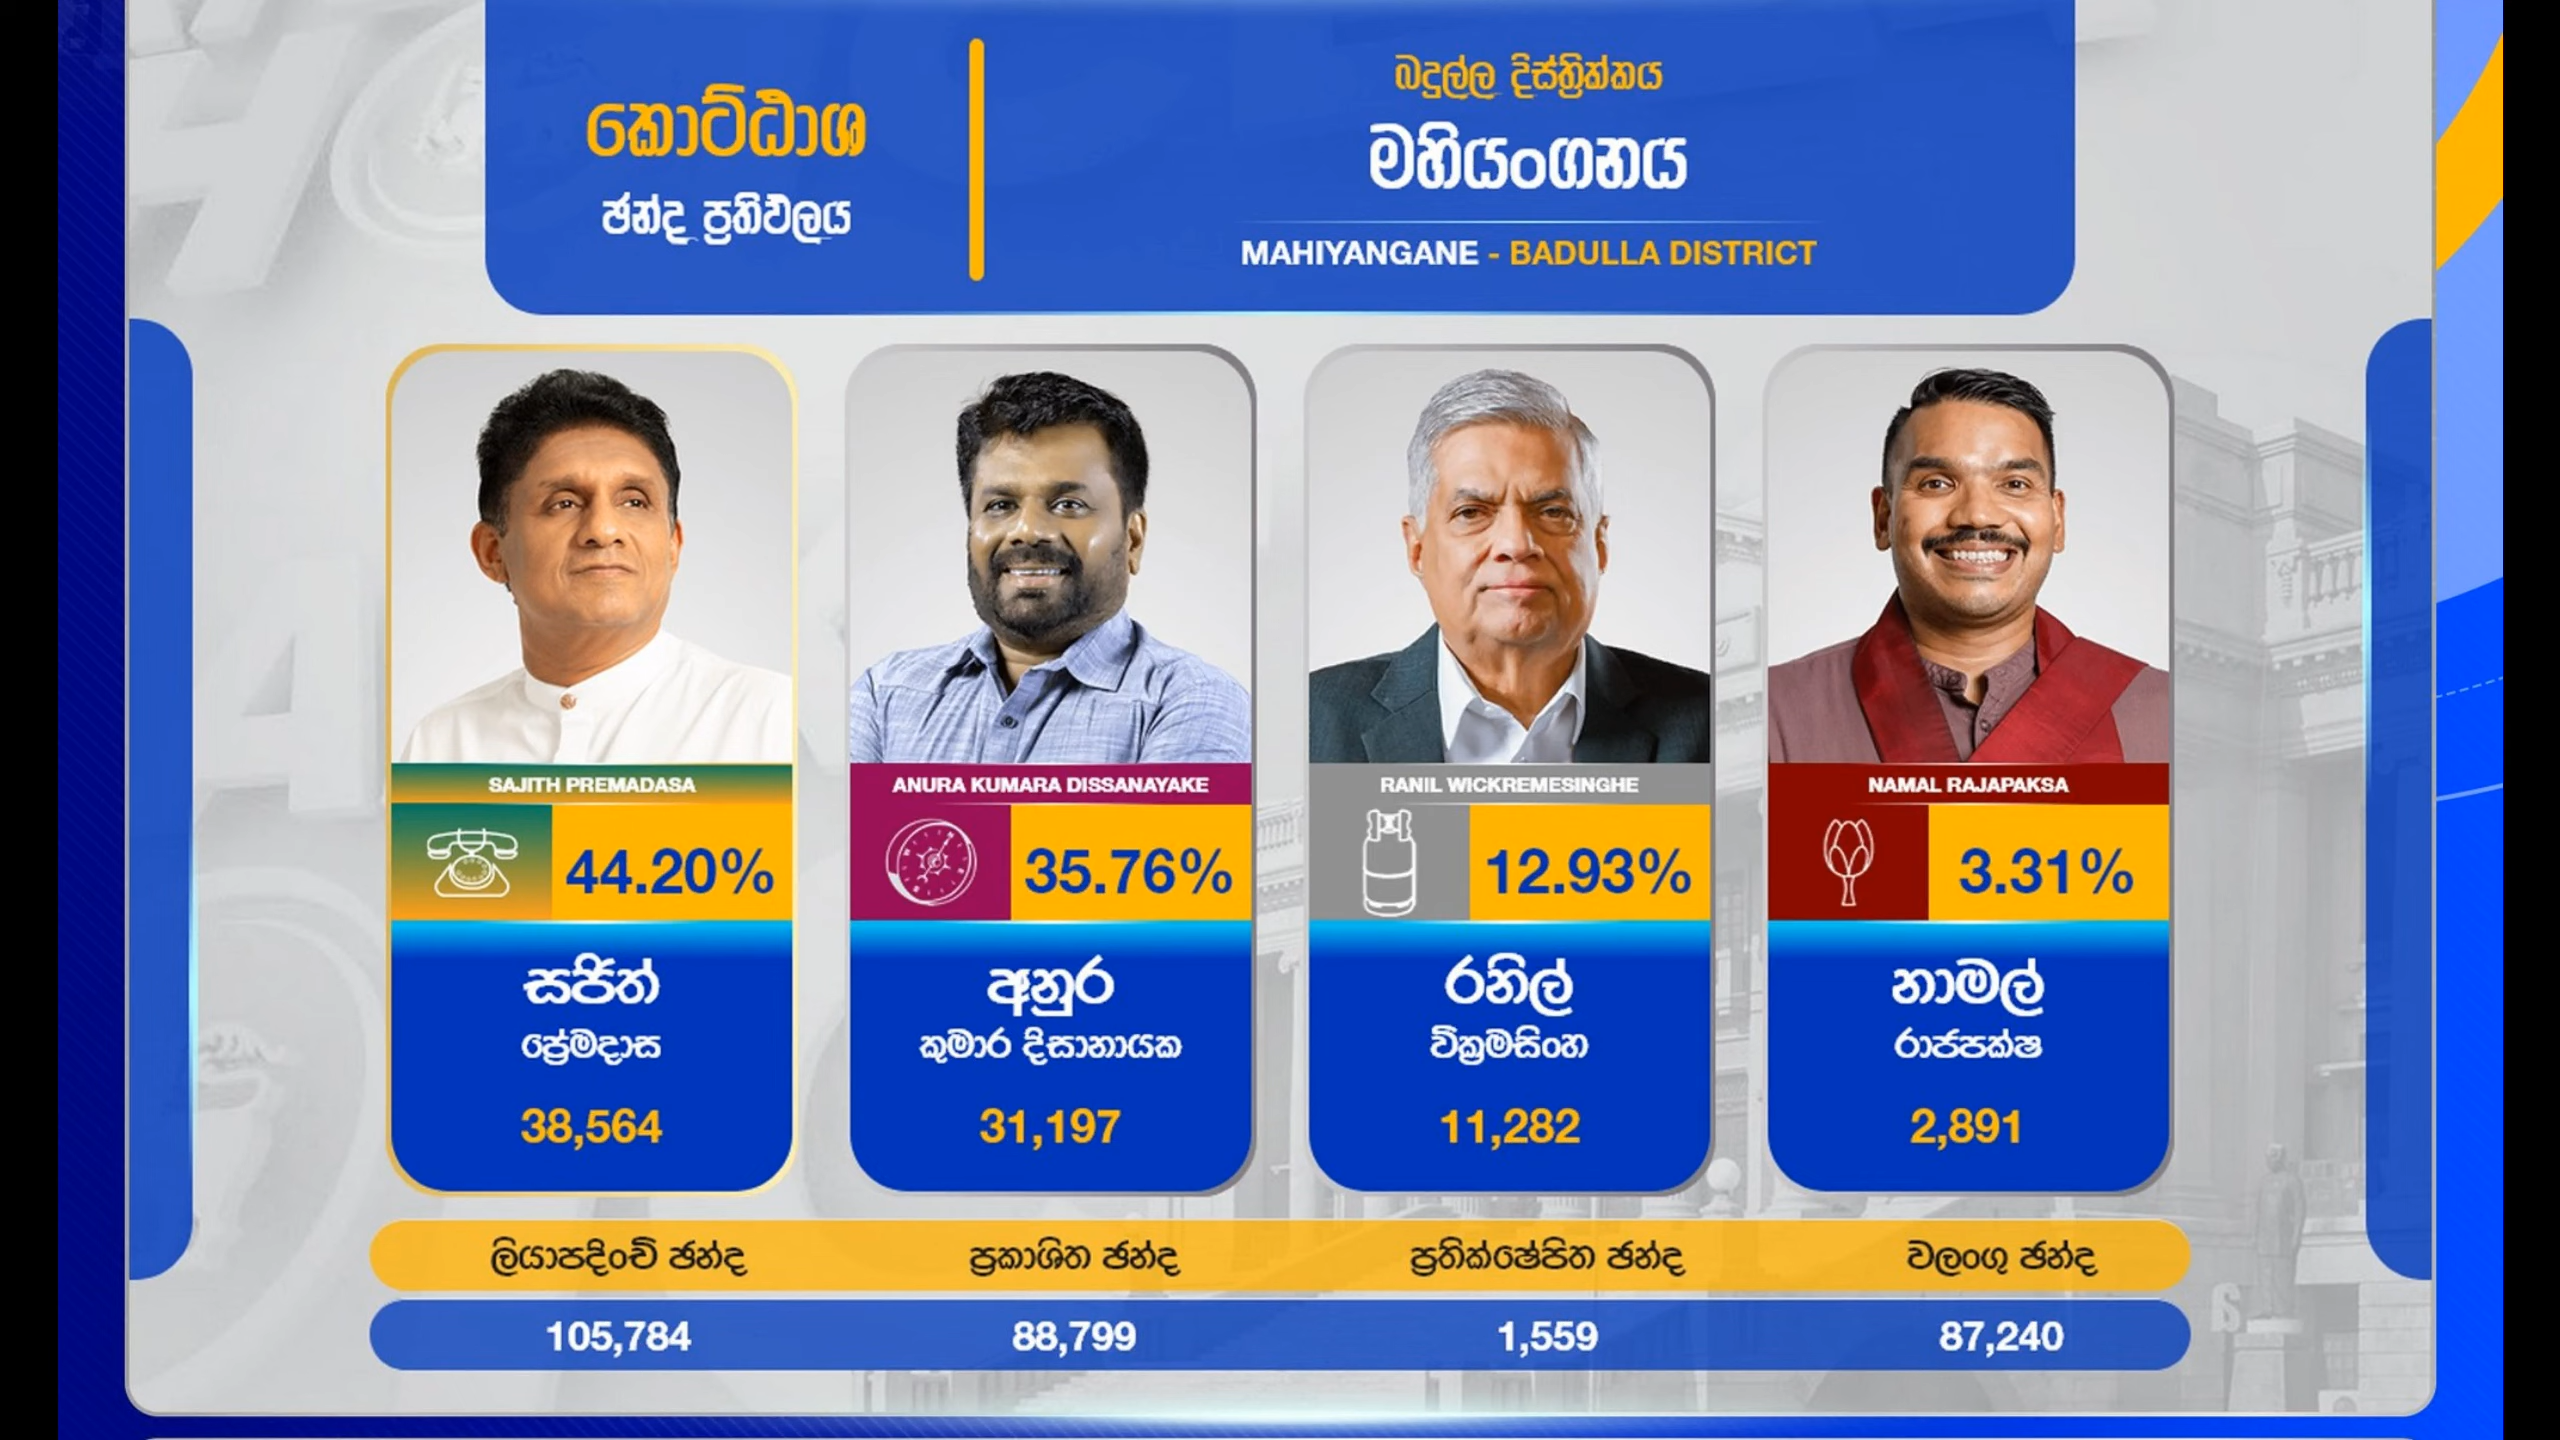 කොට්ඨාශ
ඡන්ද ප්‍රතිඵලය
බදුල්ල දිස්ත්‍රික්කය
මහියංගනය
MAHIYANGANE - BADULLA DISTRICT
SAJITH PREMADASA
44.20%
සජිත්
ප්‍රේමදාස
38,564
ANURA KUMARA DISSANAYAKE
35.76%
අනුර
කුමාර දිසානායක
31,197
RANIL WICKREMESINGHE
12.93%
රනිල්
වික්‍රමසිංහ
11,282
NAMAL RAJAPAKSA
3.31%
නාමල්
රාජපක්ෂ
2,891
ලියාපදිංචි ඡන්ද ප්‍රකාශිත ඡන්ද ප්‍රතික්ෂේපිත ඡන්ද වලංගු ඡන්ද
105,784 88,799 1,559 87,240